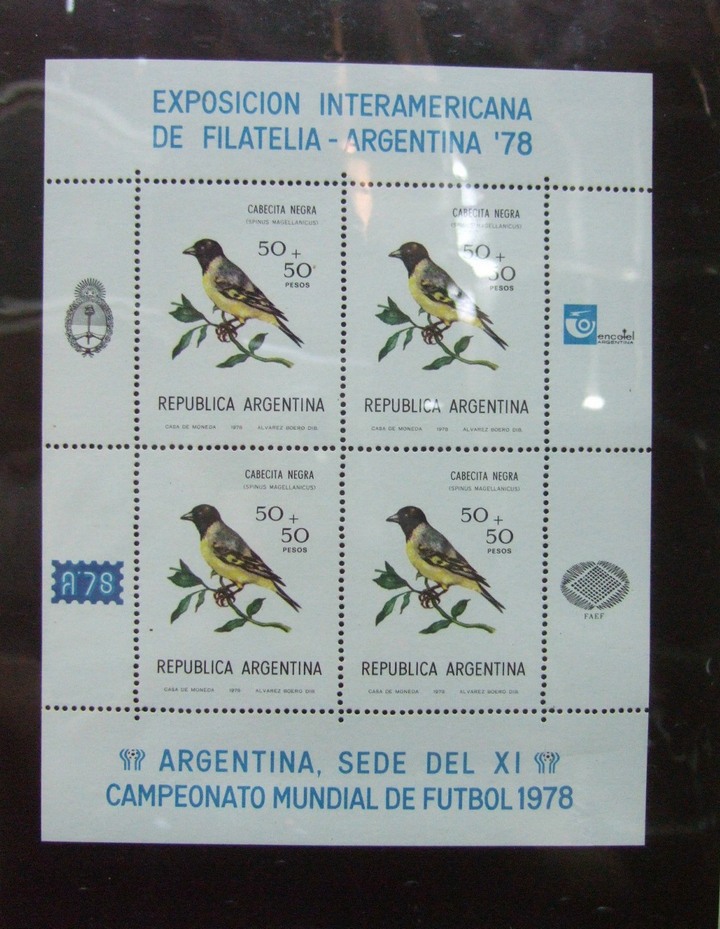 EXPOSICION INTERAMERICANA
DE FILATELIA - ARGENTINA '78
CABECITA NEGRA
(SPINUS MAGELLANICUS)
50 +
50
PESOS
REPUBLICA ARGENTINA
CASA DE MONEDA 1978 ALVAREZ BOERO DIB.
CABECITA NEGRA
(SPINUS MAGELLANICUS)
50 +
50
PESOS
REPUBLICA ARGENTINA
CASA DE MONEDA 1978 ALVAREZ BOERO DIB.
encotel
ARGENTINA
A'78
CABECITA NEGRA
(SPINUS MAGELLANICUS)
50 +
50
PESOS
REPUBLICA ARGENTINA
CASA DE MONEDA 1978 ALVAREZ BOERO DIB.
CABECITA NEGRA
(SPINUS MAGELLANICUS)
50 +
50
PESOS
REPUBLICA ARGENTINA
CASA DE MONEDA 1978 ALVAREZ BOERO DIB.
FAEF
ARGENTINA, SEDE DEL XI
CAMPEONATO MUNDIAL DE FUTBOL 1978